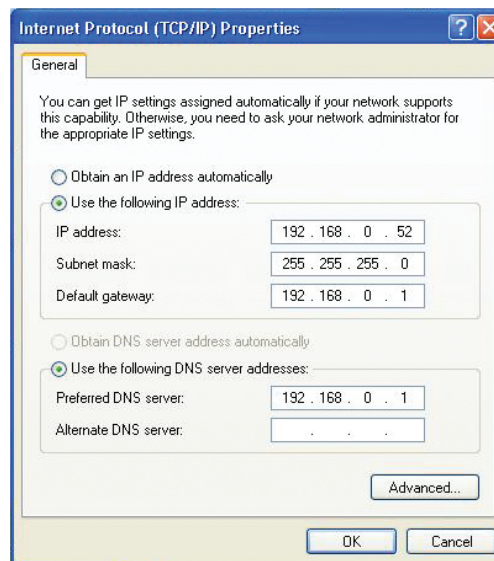 Internet Protocol (TCP/IP) Properties
General
You can get IP settings assigned automatically if your network supports
this capability. Otherwise, you need to ask your network administrator for
the appropriate IP settings.
Obtain an IP address automatically
Use the following IP address:
IP address: 192 . 168 . 0 . 52
Subnet mask: 255 . 255 . 255 . 0
Default gateway: 192 . 168 . 0 . 1
Obtain DNS server address automatically
Use the following DNS server addresses:
Preferred DNS server: 192 . 168 . 0 . 1
Alternate DNS server: . . .
Advanced...
OK Cancel